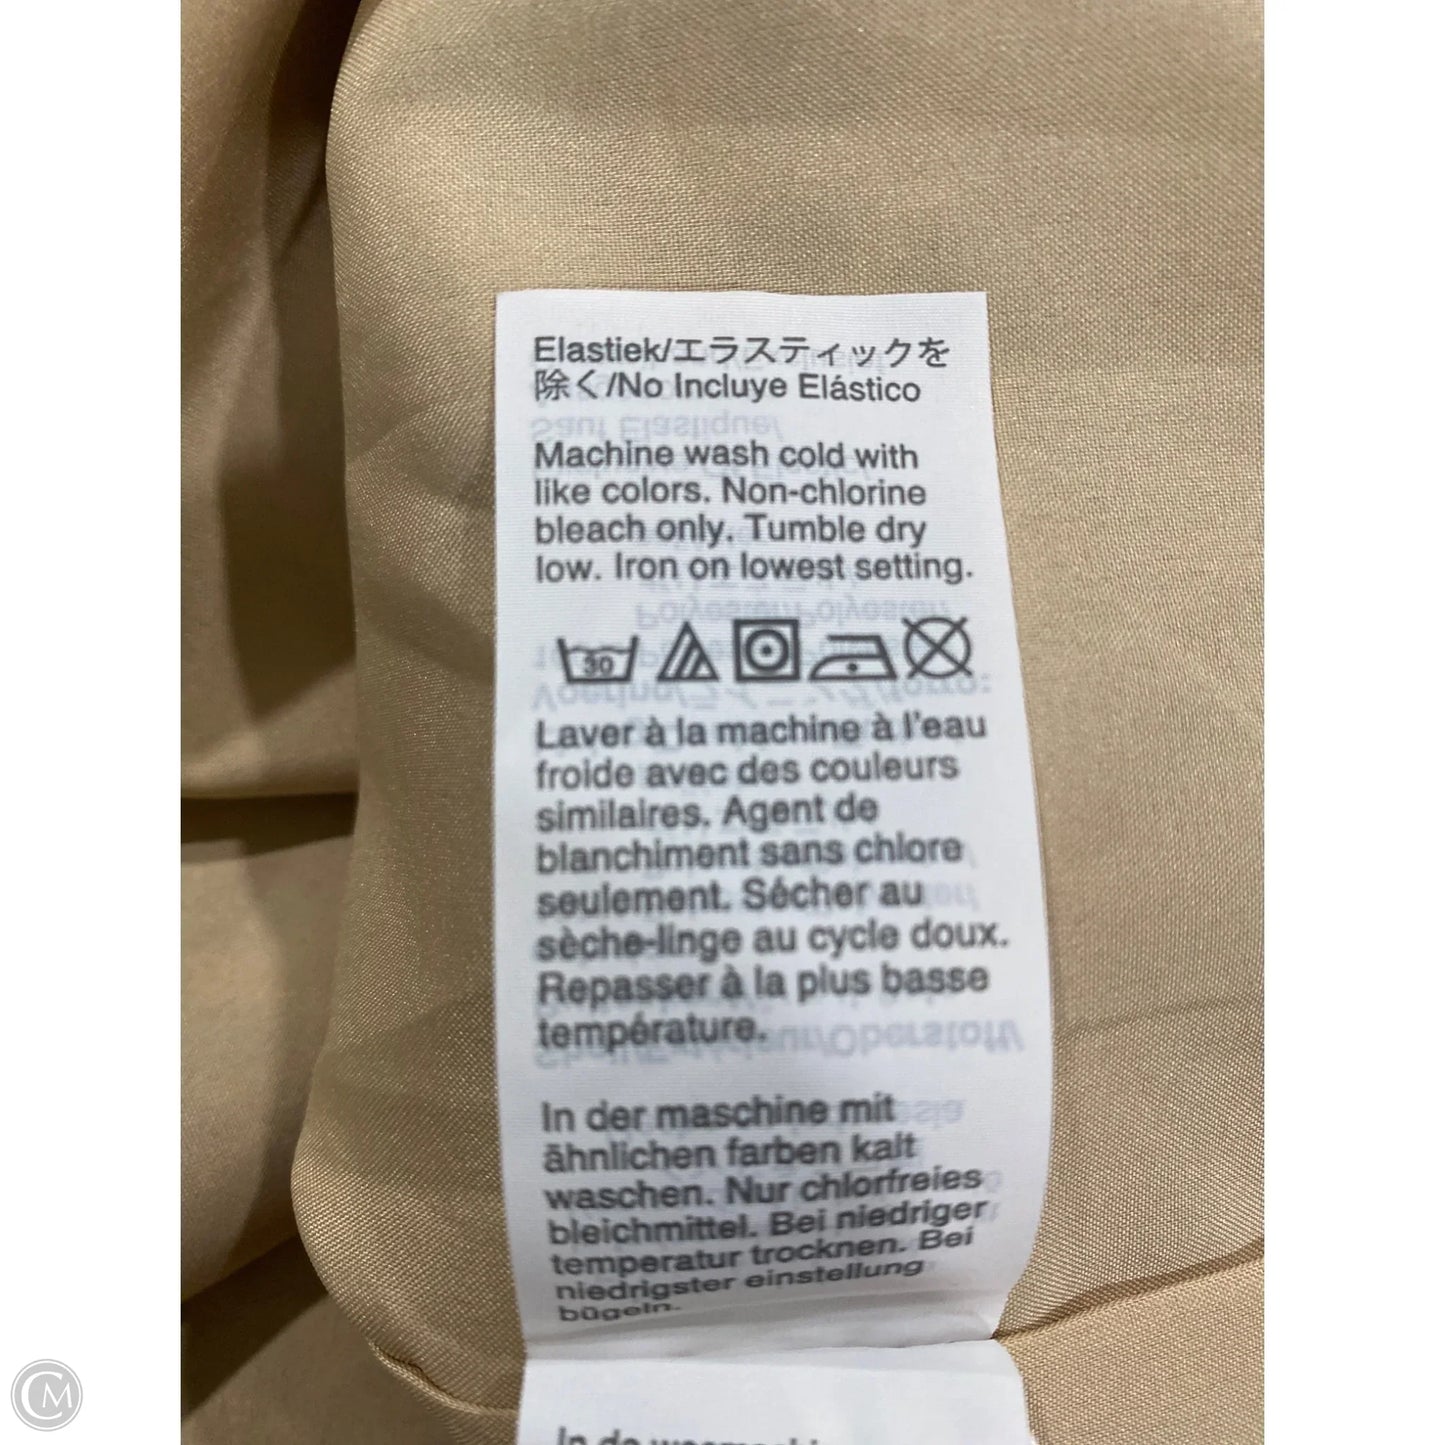 Elastiek/エラスティックを
除く/No Incluye Elástico
Machine wash cold with
like colors. Non-chlorine
bleach only. Tumble dry
low. Iron on lowest setting.
30
Laver à la machine à l'eau
froide avec des couleurs
similaires. Agent de
blanchiment sans chlore
seulement. Sécher au
sèche-linge au cycle doux.
Repasser à la plus basse
température.
In der maschine mit
ähnlichen farben kalt
waschen. Nur chlorfreies
bleichmittel. Bei niedriger
temperatur trocknen. Bei
niedrigster einstellung
bügeln.
In de
CM